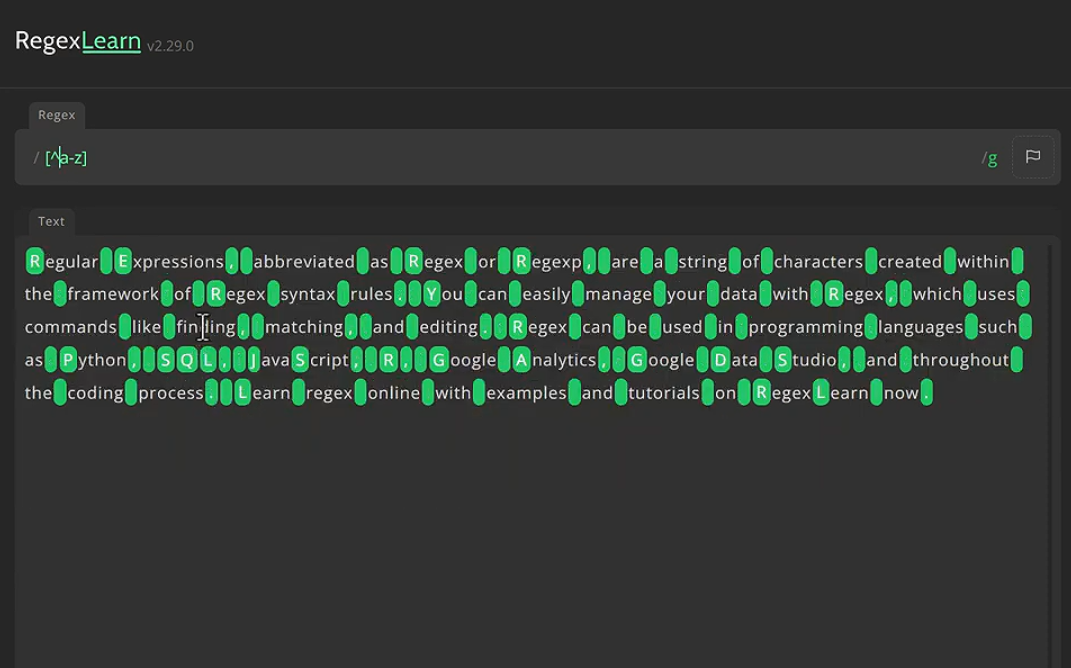 RegexLearn v2.29.0
Regex
/ [^a-z] /g
Text
Regular Expressions, abbreviated as Regex or Regexp, are a string of characters created within
the framework of Regex syntax rules. You can easily manage your data with Regex, which uses
commands like finding, matching, and editing. Regex can be used in programming languages such
as Python, SQL, JavaScript, R, Google Analytics, Google Data Studio, and throughout
the coding process. Learn regex online with examples and tutorials on RegexLearn now.